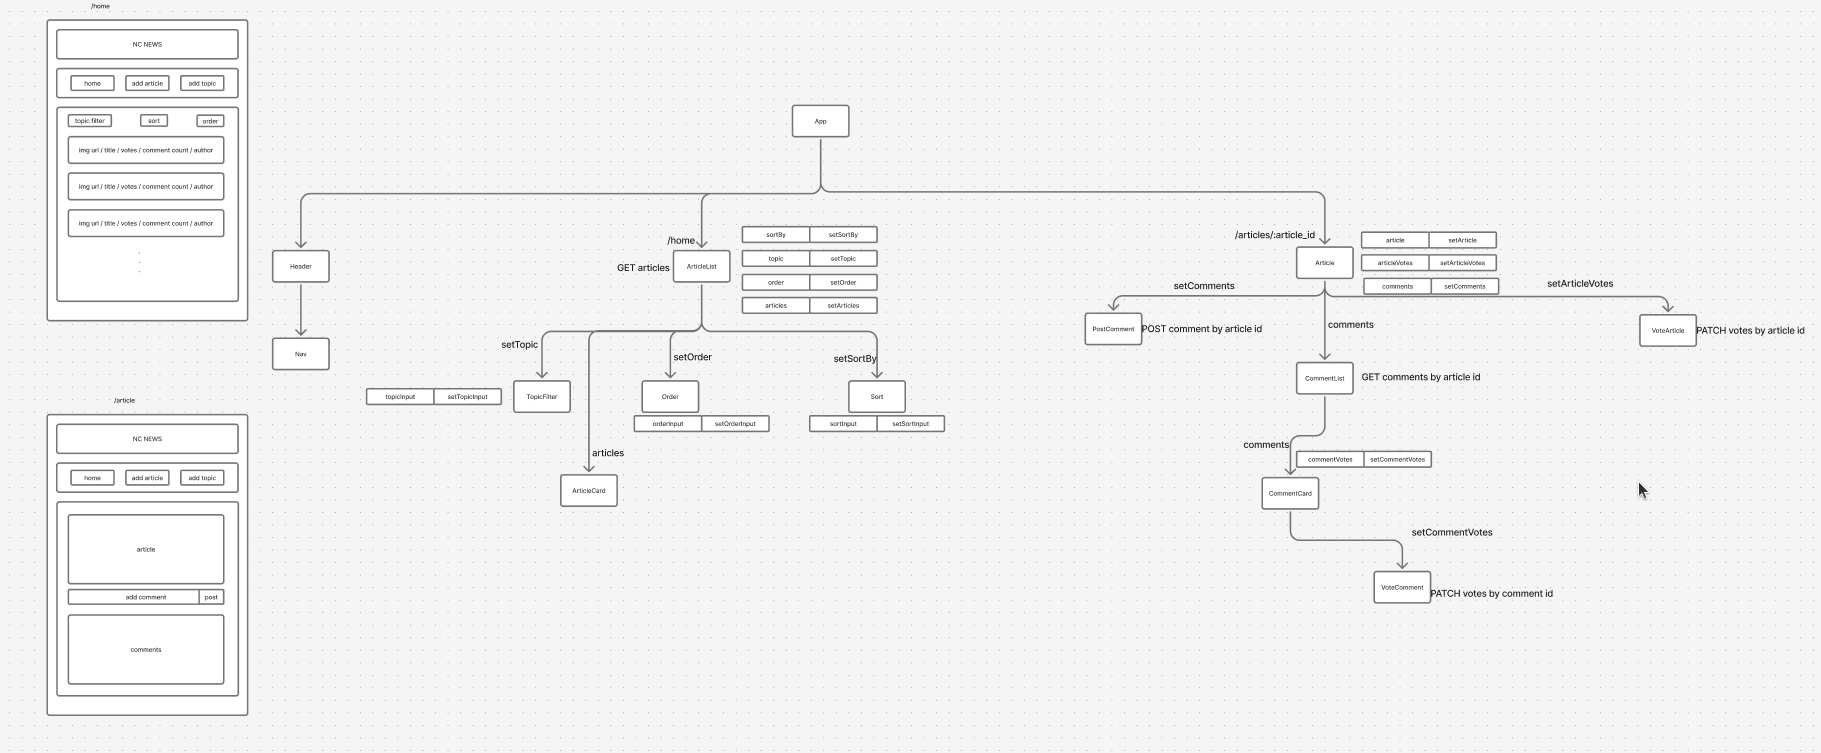 /home
NC NEWS
home
add article
add topic
topic filter
sort
order
img url / title / votes / comment count / author
img url / title / votes / comment count / author
img url / title / votes / comment count / author
.
.
.
/article
NC NEWS
home
add article
add topic
article
add comment
post
comments
App
Header
Nav
/home
GET articles
ArticleList
sortBy
setSortBy
topic
setTopic
order
setOrder
articles
setArticles
setTopic
setOrder
setSortBy
topicInput
setTopicInput
TopicFilter
Order
orderInput
setOrderInput
Sort
sortInput
setSortInput
articles
ArticleCard
/articles/:article_id
Article
article
setArticle
articleVotes
setArticleVotes
comments
setComments
setComments
setArticleVotes
PostComment
POST comment by article id
comments
VoteArticle
PATCH votes by article id
CommentList
GET comments by article id
comments
commentVotes
setCommentVotes
CommentCard
setCommentVotes
VoteComment
PATCH votes by comment id